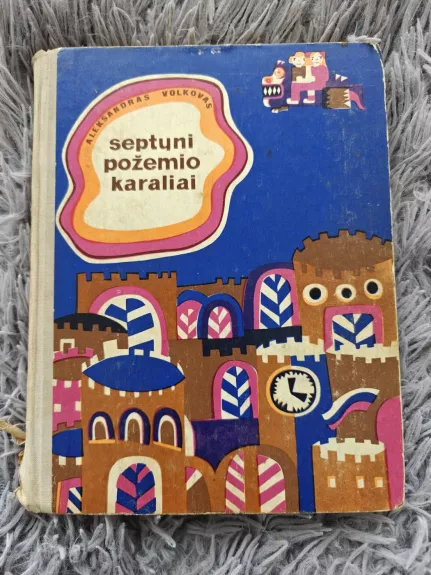 ALEKSANDRAS VOLKOVAS
septyni
požemio
karaliai